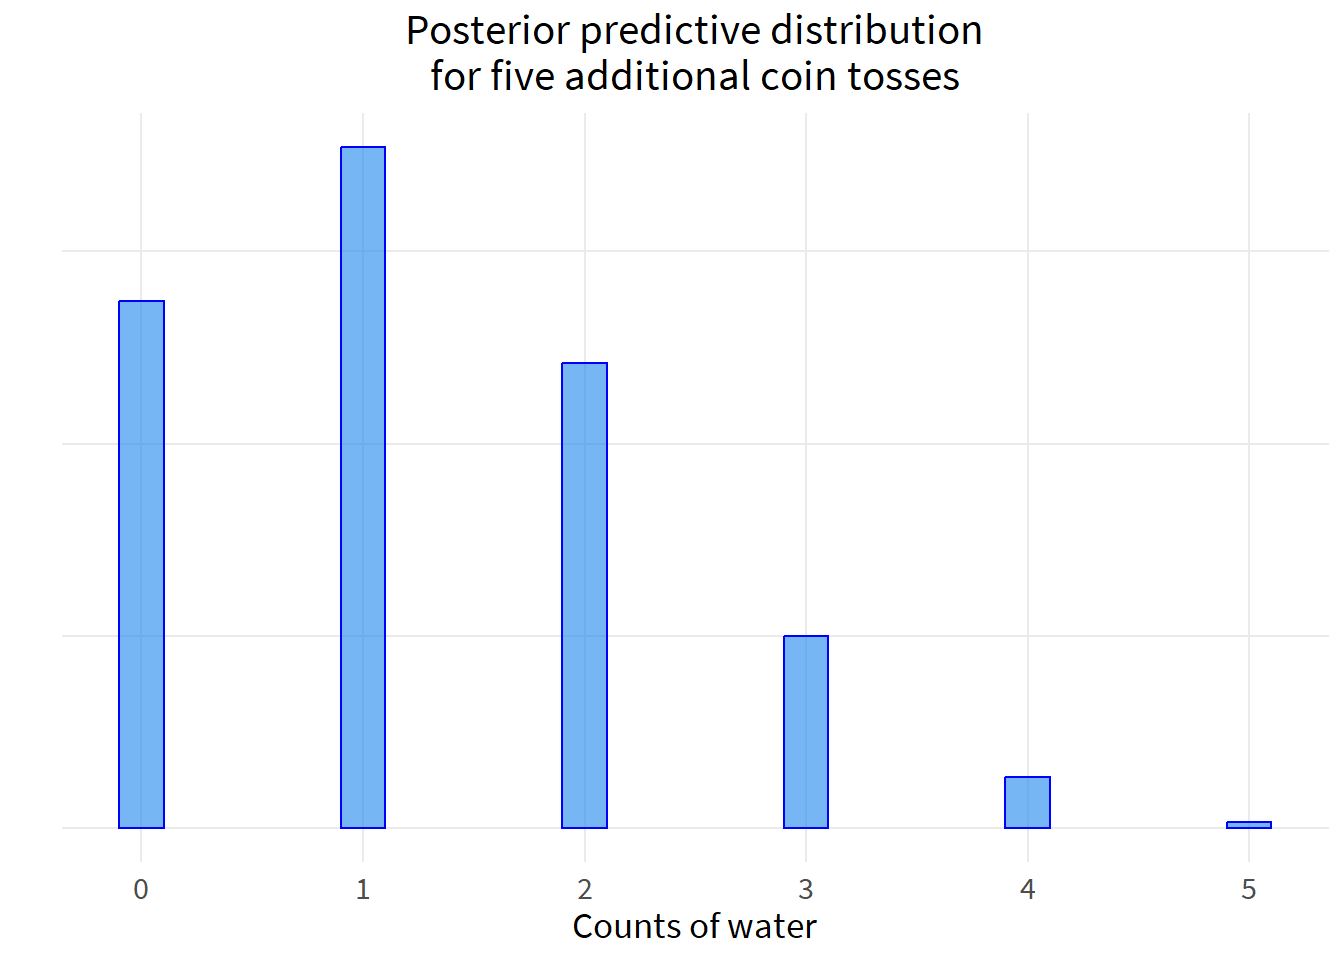 Posterior predictive distribution
for five additional coin tosses
0 1 2 3 4 5
Counts of water